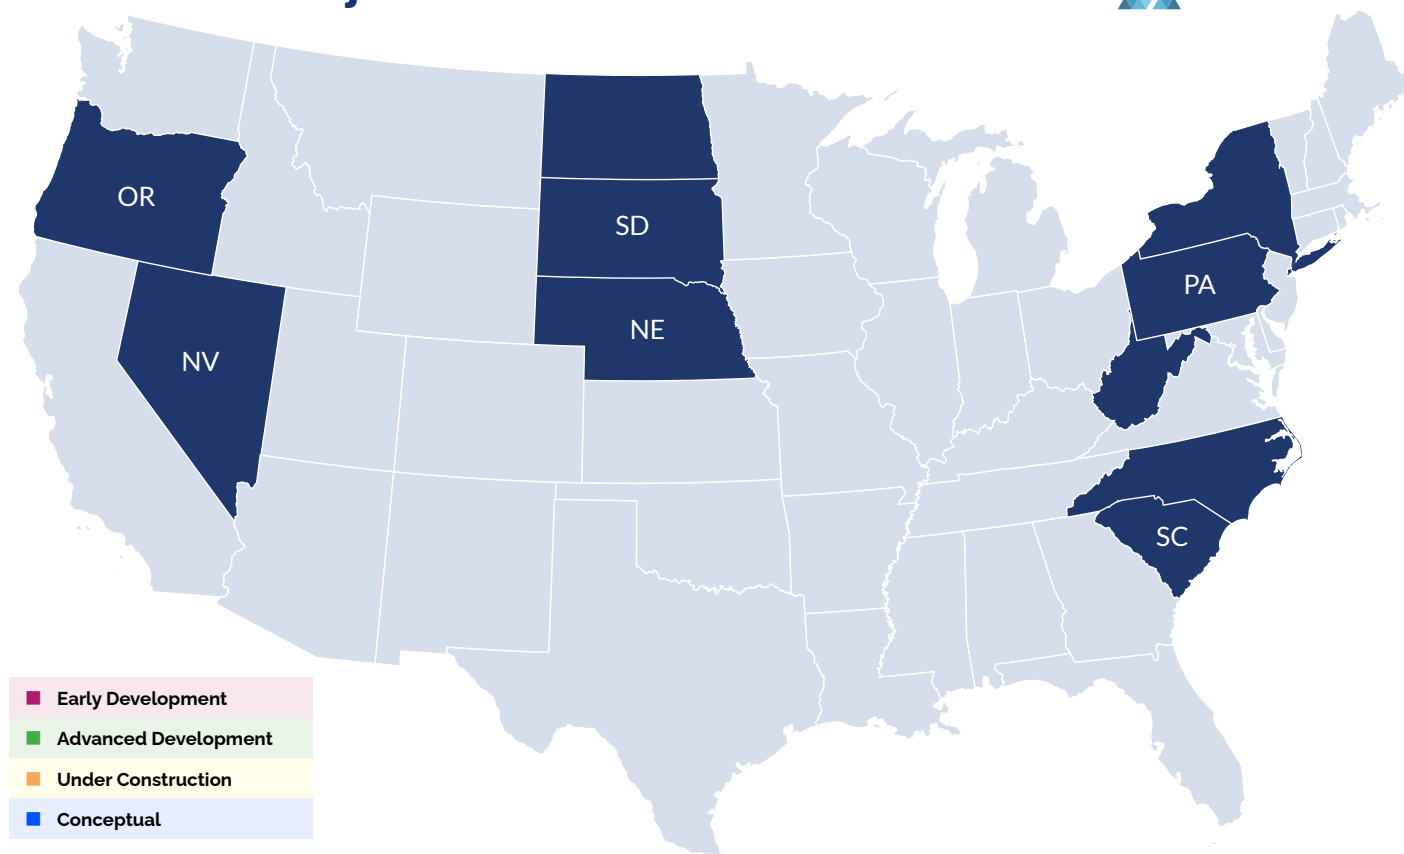 OR
SD
PA
NE
NV
SC
Early Development
Advanced Development
Under Construction
Conceptual